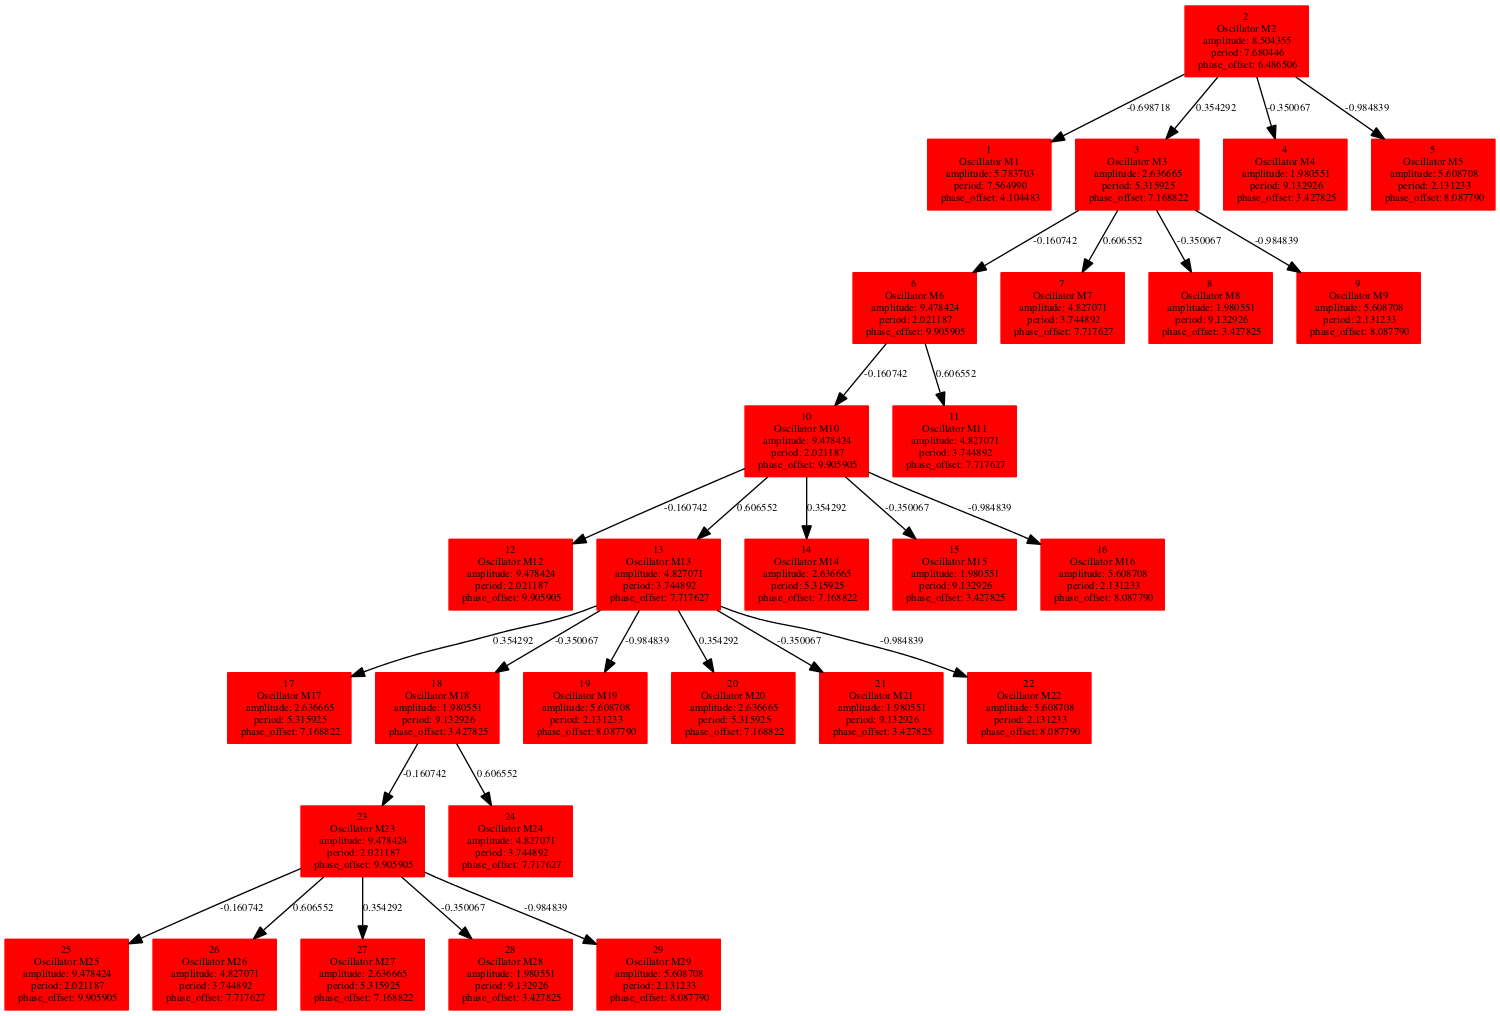 2
Oscillator M2
amplitude: 8.504355
period: 7.680446
phase_offset: 6.486506
-0.698718
0.354292
-0.350067
-0.984839
1
Oscillator M1
amplitude: 5.783703
period: 7.564990
phase_offset: 4.104483
3
Oscillator M3
amplitude: 2.636665
period: 5.315925
phase_offset: 7.168822
4
Oscillator M4
amplitude: 1.980551
period: 9.132926
phase_offset: 3.427825
5
Oscillator M5
amplitude: 5.608708
period: 2.131233
phase_offset: 8.087790
-0.160742
0.606552
-0.350067
-0.984839
6
Oscillator M6
amplitude: 9.478424
period: 2.021187
phase_offset: 9.905905
7
Oscillator M7
amplitude: 4.827071
period: 3.744892
phase_offset: 7.717627
8
Oscillator M8
amplitude: 1.980551
period: 9.132926
phase_offset: 3.427825
9
Oscillator M9
amplitude: 5.608708
period: 2.131233
phase_offset: 8.087790
-0.160742
0.606552
10
Oscillator M10
amplitude: 9.478424
period: 2.021187
phase_offset: 9.905905
11
Oscillator M11
amplitude: 4.827071
period: 3.744892
phase_offset: 7.717627
-0.160742
0.606552
0.354292
-0.350067
-0.984839
12
Oscillator M12
amplitude: 9.478424
period: 2.021187
phase_offset: 9.905905
13
Oscillator M13
amplitude: 4.827071
period: 3.744892
phase_offset: 7.717627
14
Oscillator M14
amplitude: 2.636665
period: 5.315925
phase_offset: 7.168822
15
Oscillator M15
amplitude: 1.980551
period: 9.132926
phase_offset: 3.427825
16
Oscillator M16
amplitude: 5.608708
period: 2.131233
phase_offset: 8.087790
0.354292
-0.350067
-0.984839
0.354292
-0.350067
-0.984839
17
Oscillator M17
amplitude: 2.636665
period: 5.315925
phase_offset: 7.168822
18
Oscillator M18
amplitude: 1.980551
period: 9.132926
phase_offset: 3.427825
19
Oscillator M19
amplitude: 5.608708
period: 2.131233
phase_offset: 8.087790
20
Oscillator M20
amplitude: 2.636665
period: 5.315925
phase_offset: 7.168822
21
Oscillator M21
amplitude: 1.980551
period: 9.132926
phase_offset: 3.427825
22
Oscillator M22
amplitude: 5.608708
period: 2.131233
phase_offset: 8.087790
-0.160742
0.606552
23
Oscillator M23
amplitude: 9.478424
period: 2.021187
phase_offset: 9.905905
24
Oscillator M24
amplitude: 4.827071
period: 3.744892
phase_offset: 7.717627
-0.160742
0.606552
0.354292
-0.350067
-0.984839
25
Oscillator M25
amplitude: 9.478424
period: 2.021187
phase_offset: 9.905905
26
Oscillator M26
amplitude: 4.827071
period: 3.744892
phase_offset: 7.717627
27
Oscillator M27
amplitude: 2.636665
period: 5.315925
phase_offset: 7.168822
28
Oscillator M28
amplitude: 1.980551
period: 9.132926
phase_offset: 3.427825
29
Oscillator M29
amplitude: 5.608708
period: 2.131233
phase_offset: 8.087790